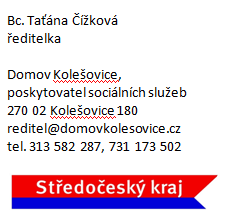 Bc. Taťána Čížková
ředitelka
Domov Kolešovice,
poskytovatel sociálních služeb
270 02 Kolešovice 180
reditel@domovkolesovice.cz
tel. 313 582 287, 731 173 502
Středočeský kraj